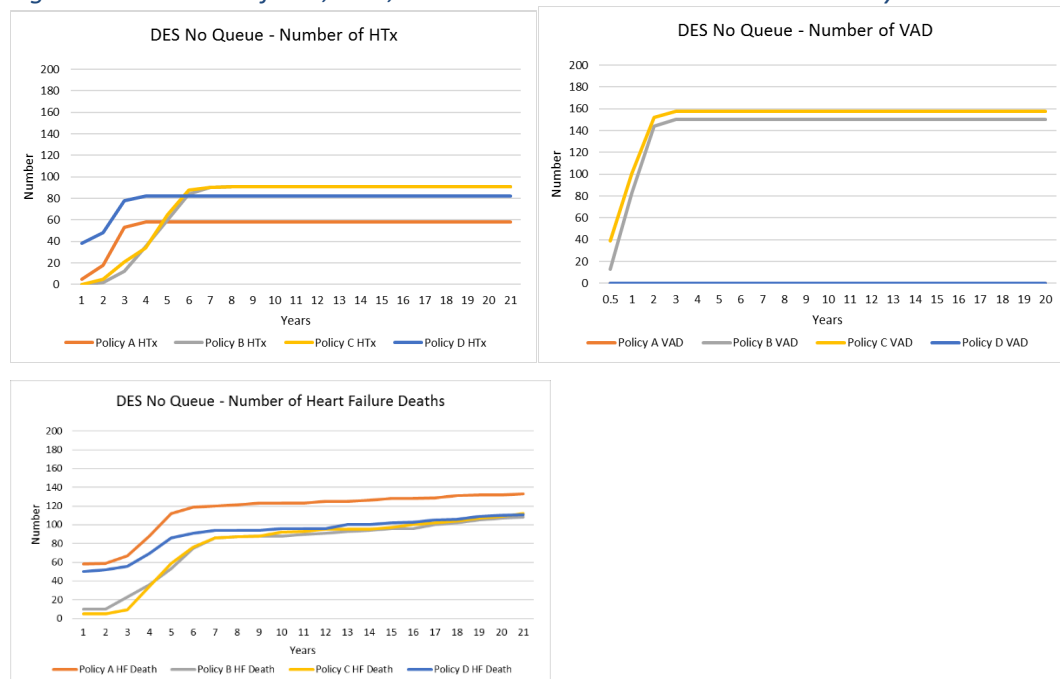 DES No Queue - Number of HTx
200
180
160
140
120
100
80
60
40
20
0
Number
1 2 3 4 5 6 7 8 9 10 11 12 13 14 15 16 17 18 19 20 21
Years
Policy A HTx Policy B HTx Policy C HTx Policy D HTx
DES No Queue - Number of VAD
200
180
160
140
120
100
80
60
40
20
0
Number
0.5 1 2 3 4 5 6 7 8 9 10 11 12 13 14 15 16 17 18 19 20
Years
Policy A VAD Policy B VAD Policy C VAD Policy D VAD
DES No Queue - Number of Heart Failure Deaths
200
180
160
140
120
100
80
60
40
20
0
Number
1 2 3 4 5 6 7 8 9 10 11 12 13 14 15 16 17 18 19 20 21
Years
Policy A HF Death Policy B HF Death Policy C HF Death Policy D HF Death